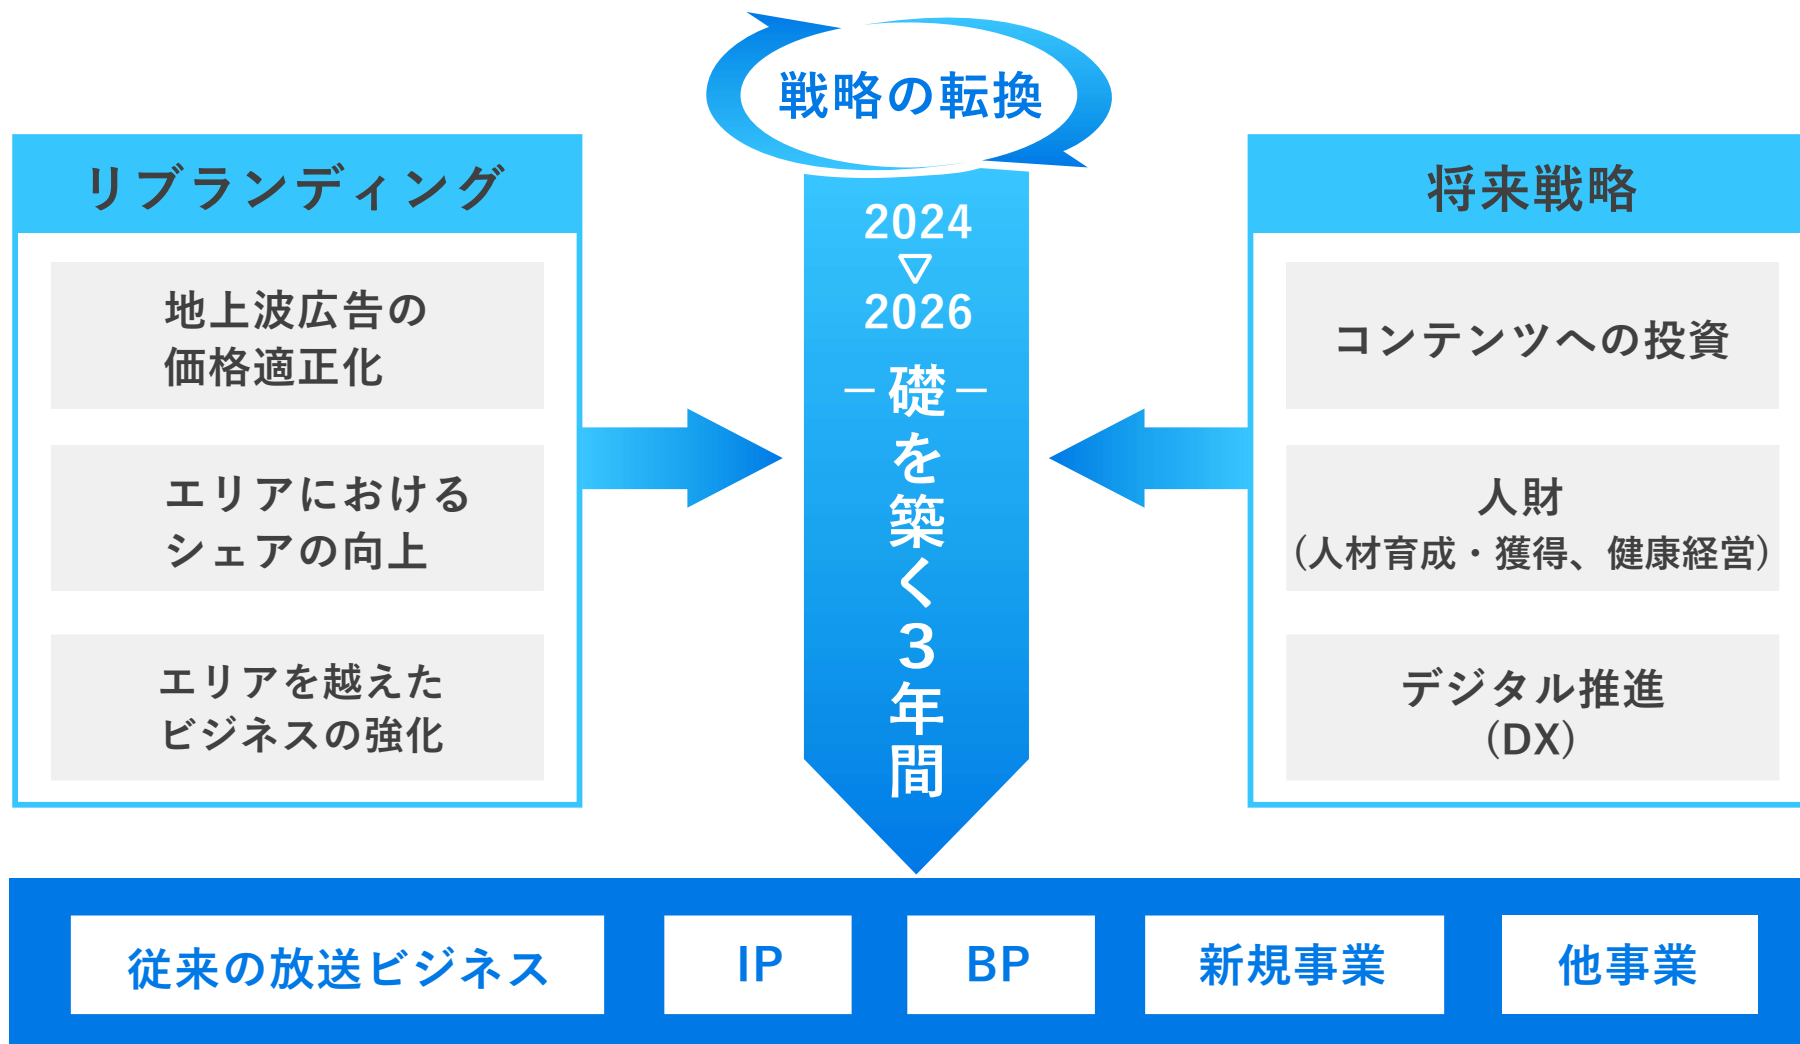 戦略の転換
リブランディング
地上波広告の
価格適正化
エリアにおける
シェアの向上
エリアを越えた
ビジネスの強化
2024
▽
2026
－礎－を築く3年間
将来戦略
コンテンツへの投資
人財
（人材育成・獲得、健康経営）
デジタル推進
（DX）
従来の放送ビジネス
IP
BP
新規事業
他事業